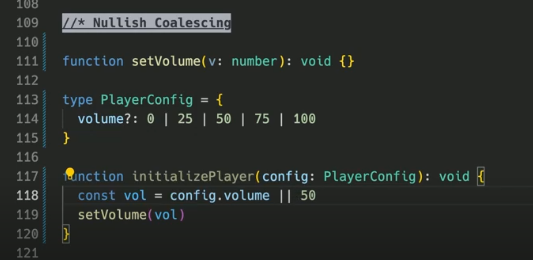 108
109 //* Nullish Coalescing
110
111 function setVolume(v: number): void {}
112
113 type PlayerConfig = {
114 volume?: 0 | 25 | 50 | 75 | 100
115 }
116
117 function initializePlayer(config: PlayerConfig): void {
118 const vol = config.volume || 50
119 setVolume(vol)
120 }
121